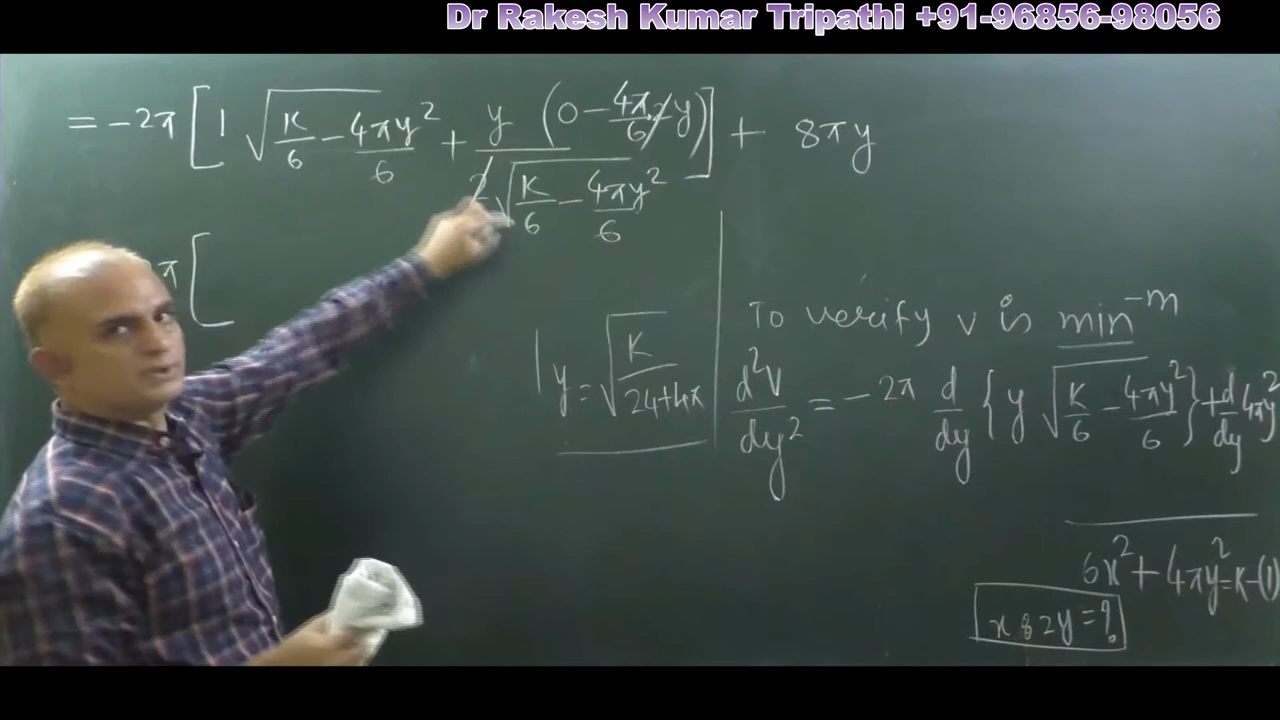 Dr Rakesh Kumar Tripathi +91-96856-98056
= -2π [ 1 √(K/6 - 4πy²/6) + y (0 - 4π/6 2y) / 2√(K/6 - 4πy²/6) ] + 8πy
π [
y = √(K/(24+4π))
To verify V is min-m
d²V/dy² = -2π d/dy { y √(K/6 - 4πy²/6) } + d/dy 4πy²
6x² + 4πy² = K - (1)
x & 2y = ?